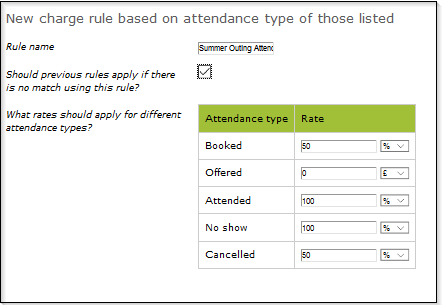 New charge rule based on attendance type of those listed
Rule name Summer Outing Attenc
Should previous rules apply if there
is no match using this rule?
What rates should apply for different
attendance types?
Attendance type Rate
Booked 50 %
Offered 0 £
Attended 100 %
No show 100 %
Cancelled 50 %